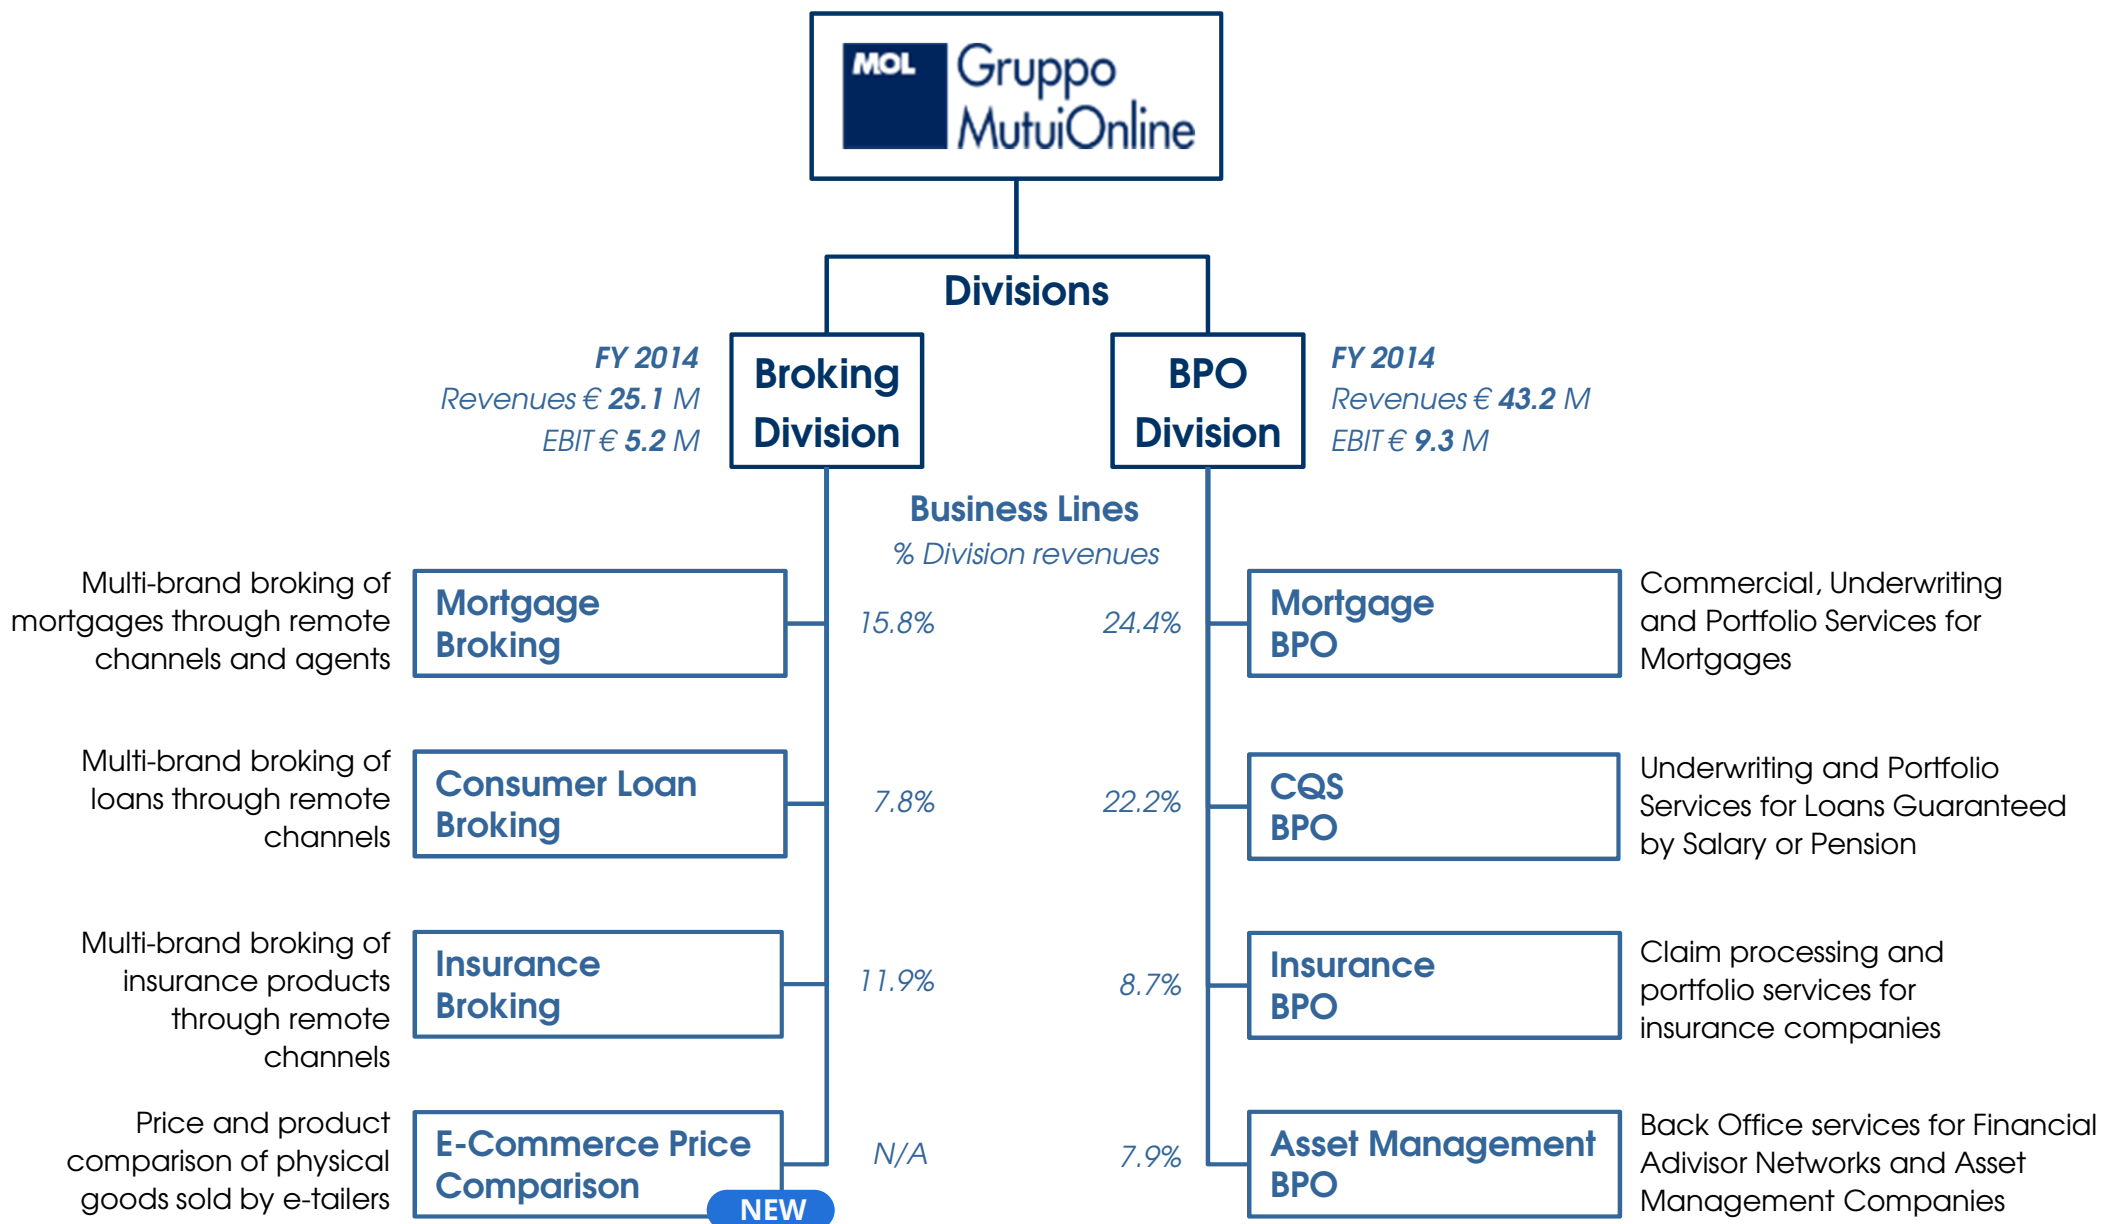 MOL
Gruppo
MutuiOnline
Divisions
FY 2014
Revenues € 25.1 M
EBIT € 5.2 M
Broking
Division
BPO
Division
FY 2014
Revenues € 43.2 M
EBIT € 9.3 M
Business Lines
% Division revenues
Multi-brand broking of
mortgages through remote
channels and agents
Mortgage
Broking
15.8%
24.4%
Mortgage
BPO
Commercial, Underwriting
and Portfolio Services for
Mortgages
Multi-brand broking of
loans through remote
channels
Consumer Loan
Broking
7.8%
22.2%
CQS
BPO
Underwriting and Portfolio
Services for Loans Guaranteed
by Salary or Pension
Multi-brand broking of
insurance products
through remote
channels
Insurance
Broking
11.9%
8.7%
Insurance
BPO
Claim processing and
portfolio services for
insurance companies
Price and product
comparison of physical
goods sold by e-tailers
E-Commerce Price
Comparison
NEW
N/A
7.9%
Asset Management
BPO
Back Office services for Financial
Adivisor Networks and Asset
Management Companies